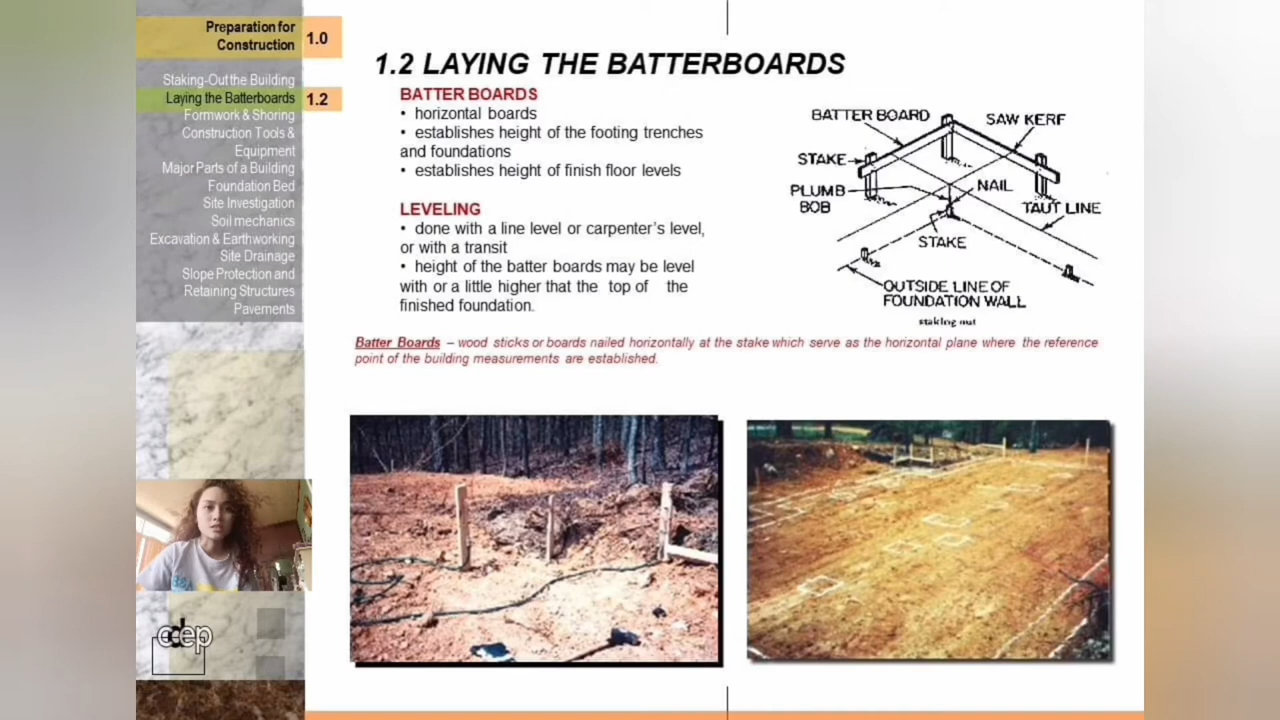 Preparation for
Construction
1.0
Staking-Out the Building
Laying the Batterboards
1.2
Formwork & Shoring
Construction Tools &
Equipment
Major Parts of a Building
Foundation Bed
Site Investigation
Soil mechanics
Excavation & Earthworking
Site Drainage
Slope Protection and
Retaining Structures
Pavements
1.2 LAYING THE BATTERBOARDS
BATTER BOARDS
• horizontal boards
• establishes height of the footing trenches
and foundations
• establishes height of finish floor levels
LEVELING
• done with a line level or carpenter's level,
or with a transit
• height of the batter boards may be level
with or a little higher that the top of the
finished foundation.
BATTER BOARD
SAW KERF
STAKE
PLUMB
BOB
NAIL
TAUT LINE
STAKE
OUTSIDE LINE OF
FOUNDATION WALL
staking out
Batter Boards – wood sticks or boards nailed horizontally at the stake which serve as the horizontal plane where the reference
point of the building measurements are established.
cdep